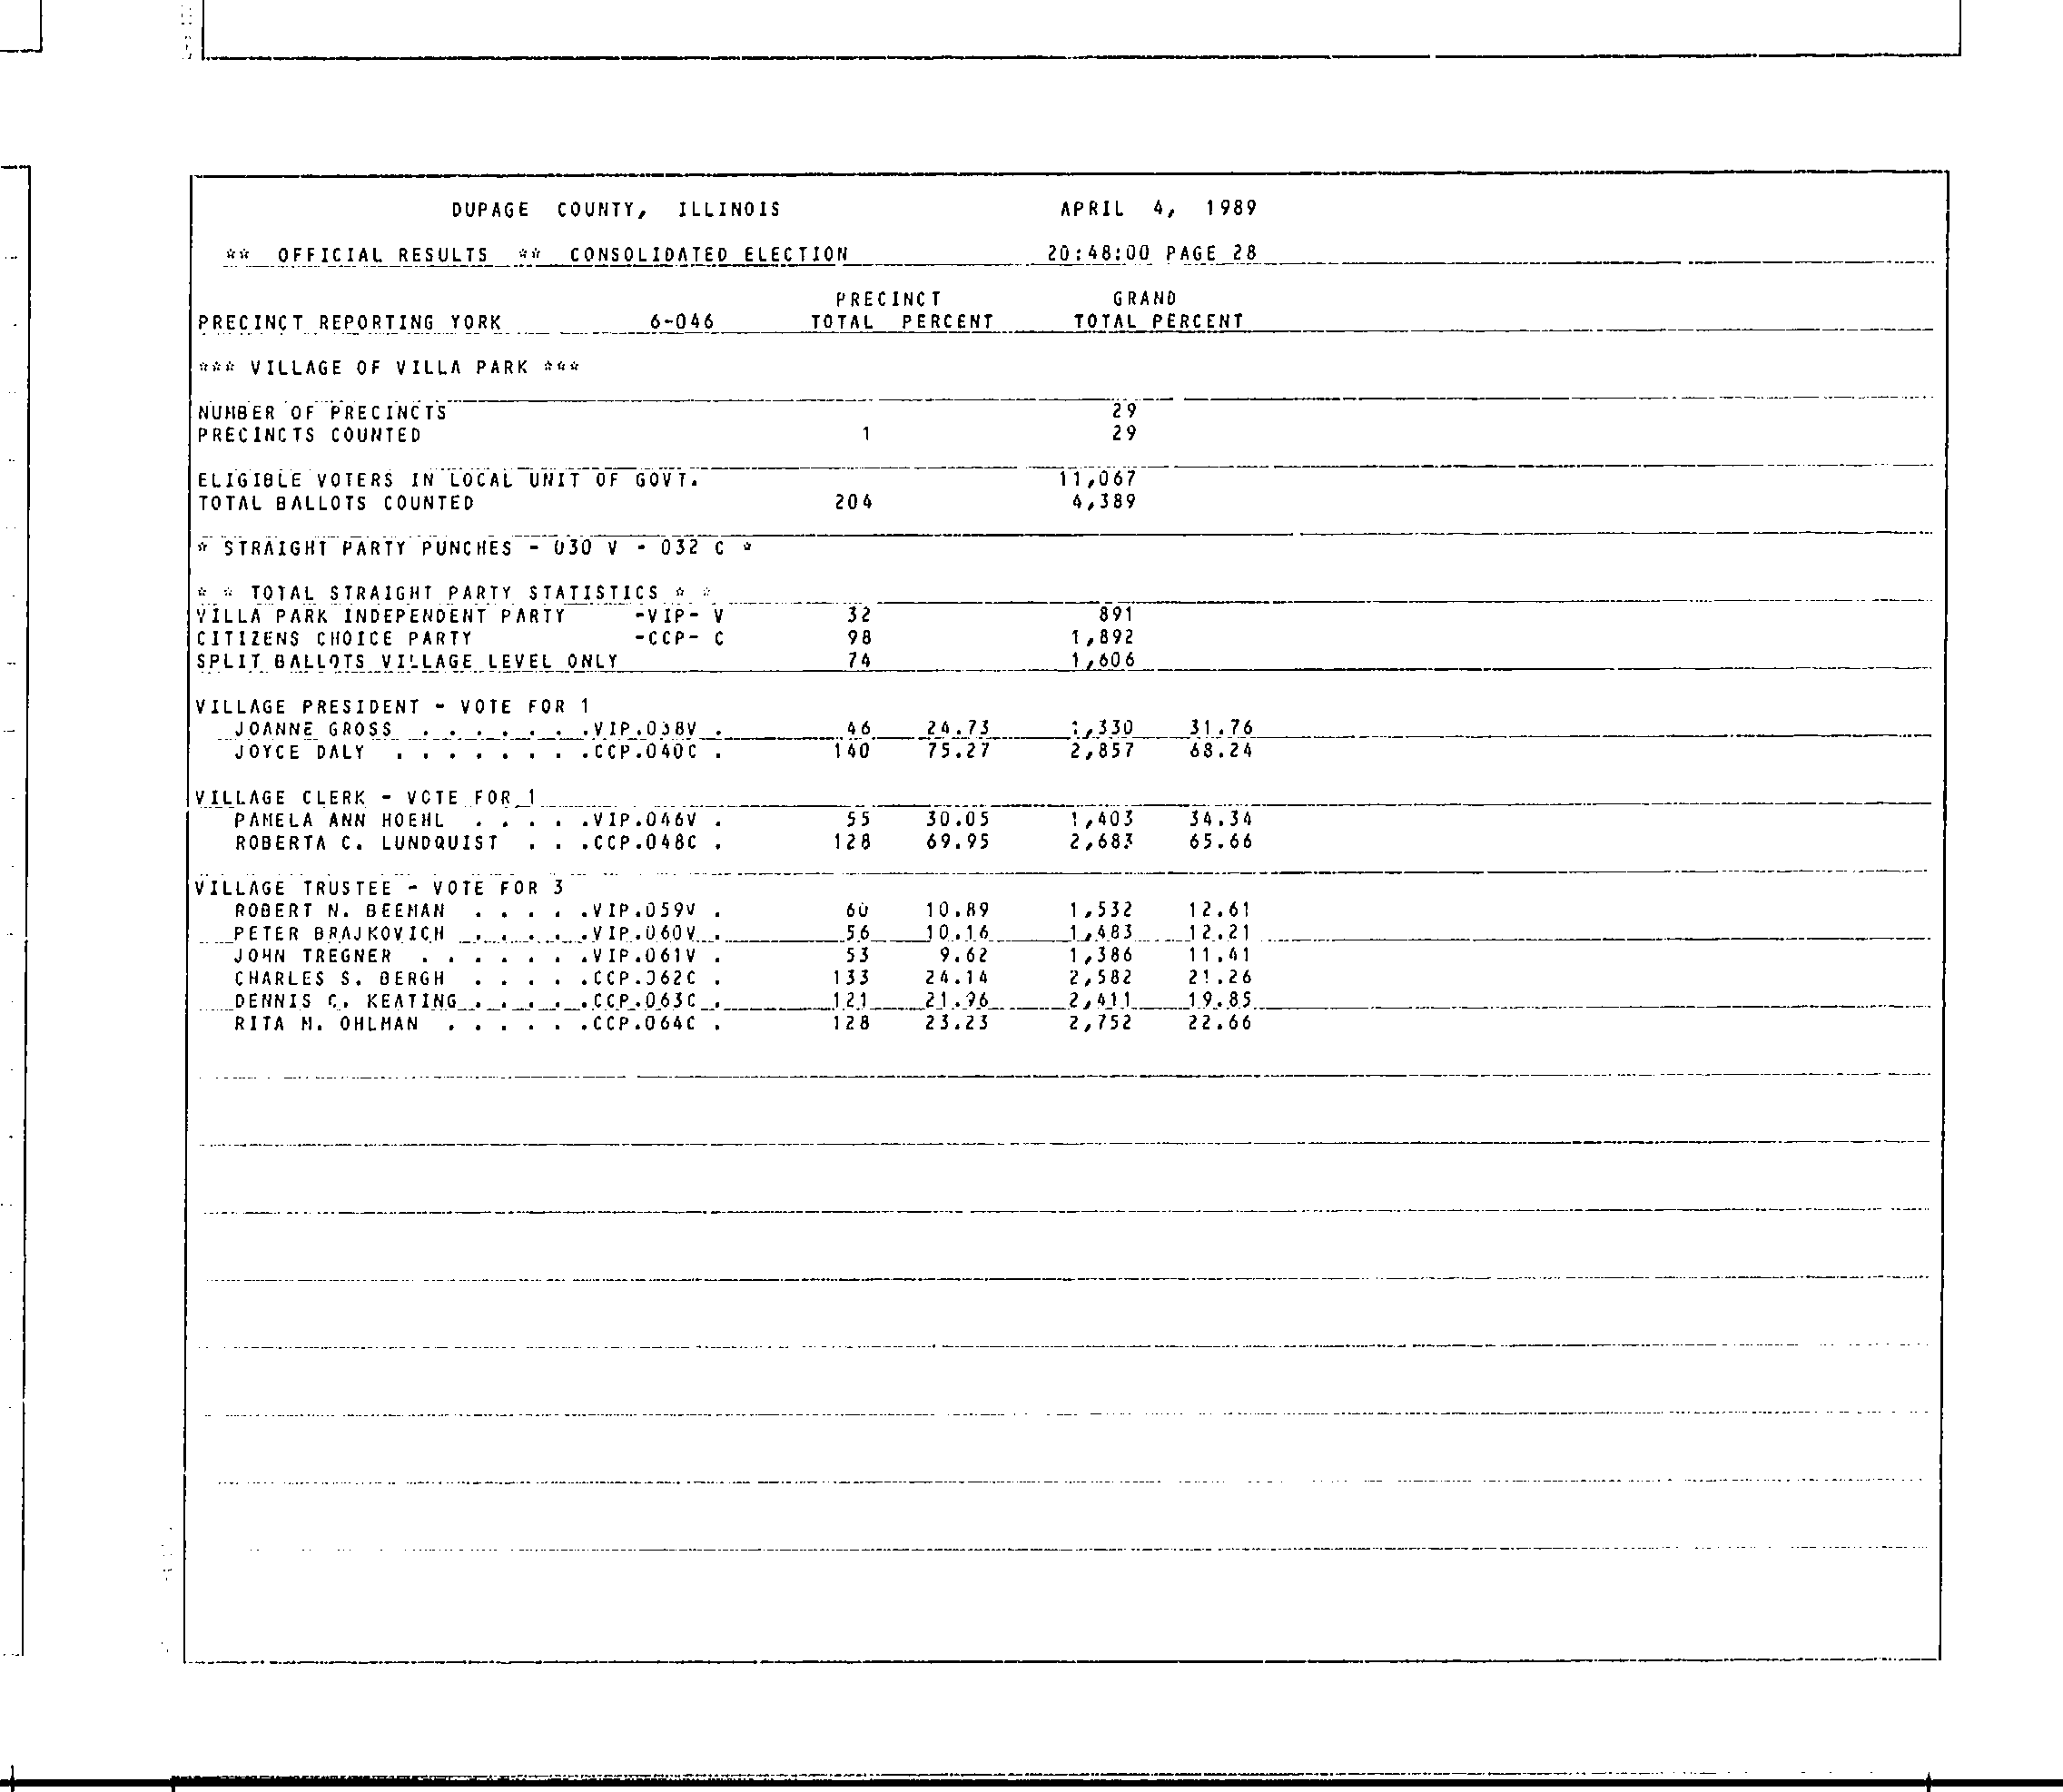 DUPAGE COUNTY, ILLINOIS APRIL 4, 1989
** OFFICIAL RESULTS ** CONSOLIDATED ELECTION 20:48:00 PAGE 28
PRECINCT GRAND
PRECINCT REPORTING YORK 6-046 TOTAL PERCENT TOTAL PERCENT
*** VILLAGE OF VILLA PARK ***
NUMBER OF PRECINCTS 29
PRECINCTS COUNTED 1 29
ELIGIBLE VOTERS IN LOCAL UNIT OF GOVT. 11,067
TOTAL BALLOTS COUNTED 204 4,389
* STRAIGHT PARTY PUNCHES - 030 V - 032 C *
* * TOTAL STRAIGHT PARTY STATISTICS * *
VILLA PARK INDEPENDENT PARTY -VIP- V 32 891
CITIZENS CHOICE PARTY -CCP- C 98 1,892
SPLIT BALLOTS VILLAGE LEVEL ONLY 74 1,606
VILLAGE PRESIDENT - VOTE FOR 1
JOANNE GROSS . . . . . . .VIP.038V . 46 24.73 1,330 31.76
JOYCE DALY . . . . . . . .CCP.040C . 140 75.27 2,857 68.24
VILLAGE CLERK - VOTE FOR 1
PAMELA ANN HOEHL . . . . .VIP.046V . 55 30.05 1,403 34.34
ROBERTA C. LUNDQUIST . . .CCP.048C . 128 69.95 2,683 65.66
VILLAGE TRUSTEE - VOTE FOR 3
ROBERT N. BEEMAN . . . . .VIP.059V . 60 10.89 1,532 12.61
PETER BRAJKOVICH . . . . .VIP.060V . 56 10.16 1,483 12.21
JOHN TREGNER . . . . . . .VIP.061V . 53 9.62 1,386 11.41
CHARLES S. BERGH . . . . .CCP.062C . 133 24.14 2,582 21.26
DENNIS C. KEATING . . . . .CCP.063C . 121 21.96 2,411 19.85
RITA M. OHLMAN . . . . . .CCP.064C . 128 23.23 2,752 22.66